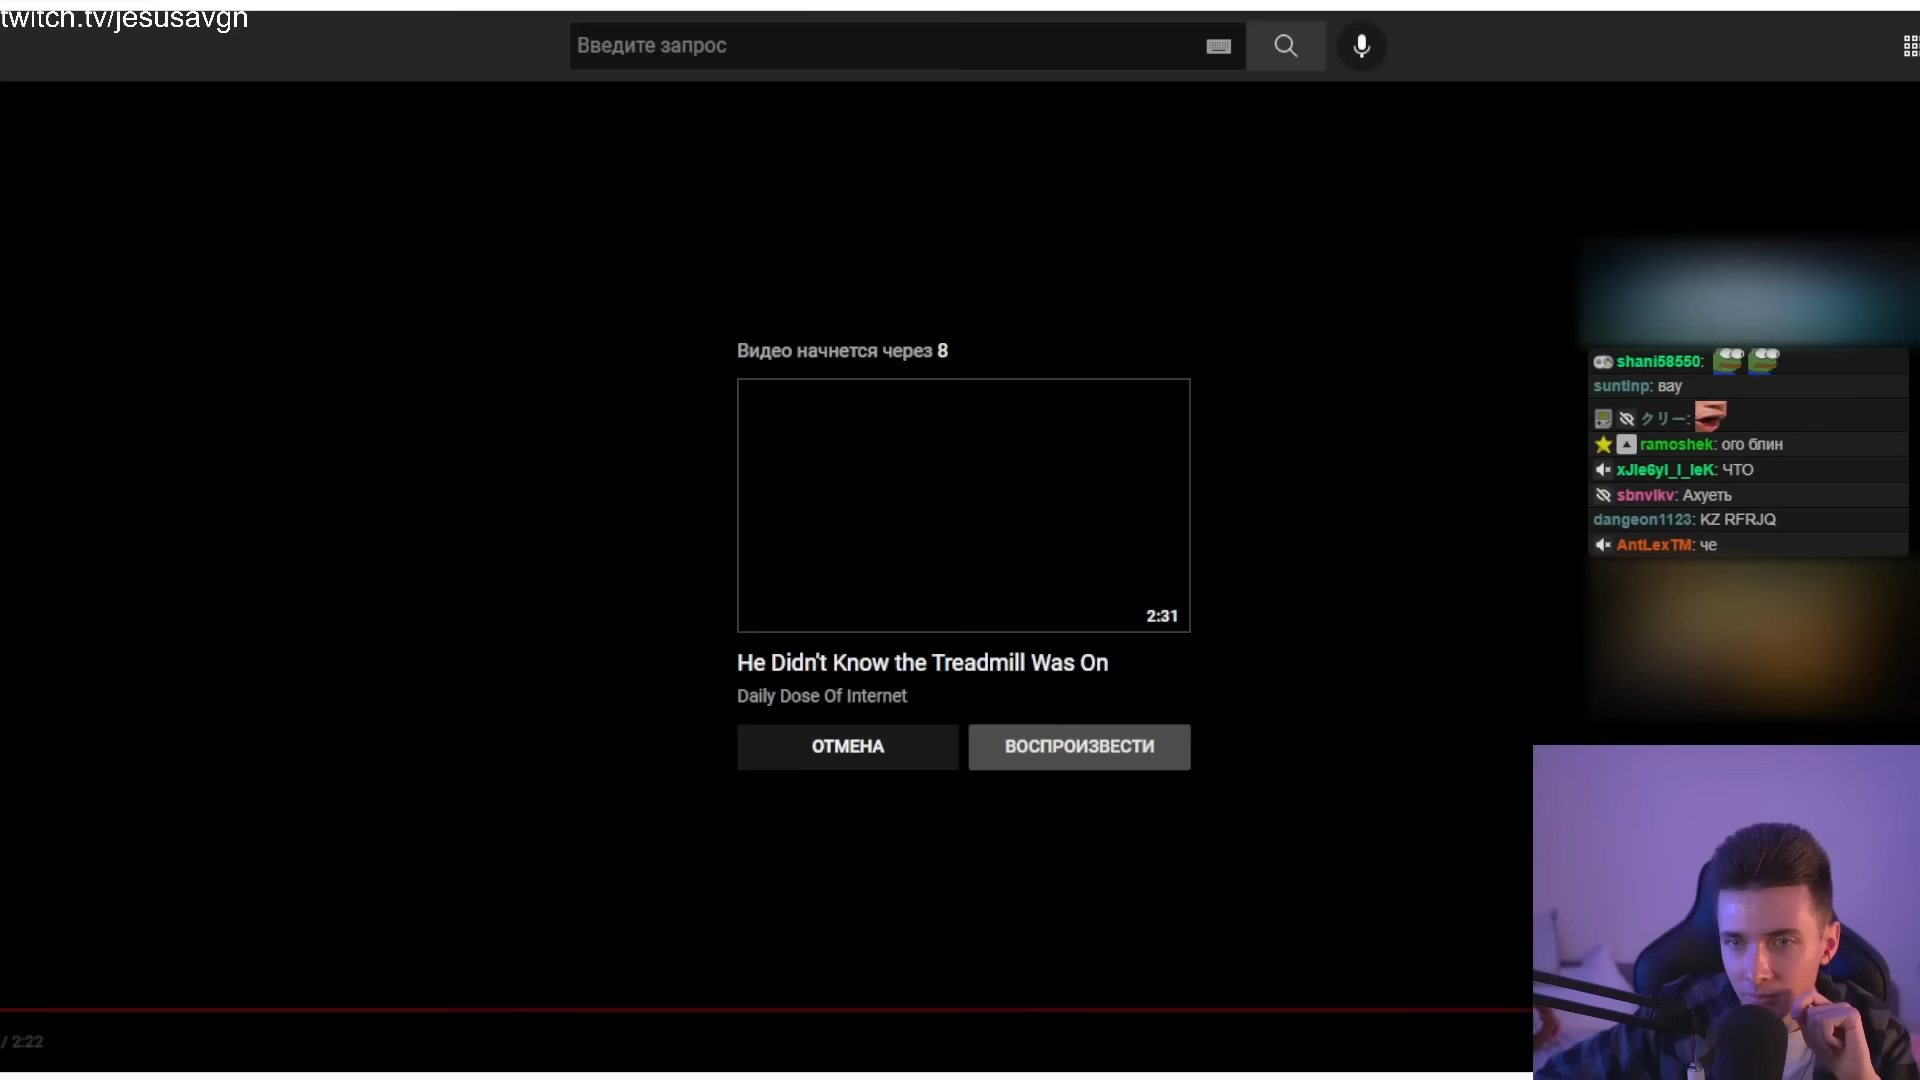 twitch.tv/jesusavgn
Введите запрос
Видео начнется через 8
2:31
He Didn't Know the Treadmill Was On
Daily Dose Of Internet
ОТМЕНА
ВОСПРОИЗВЕСТИ
shani58550:
suntinp: вау
クリー:
ramoshek: ого блин
xJle6yI_I_IeK: ЧТО
sbnvlkv: Ахуеть
dangeon1123: KZ RFRJQ
AntLexTM: че
/ 2:22